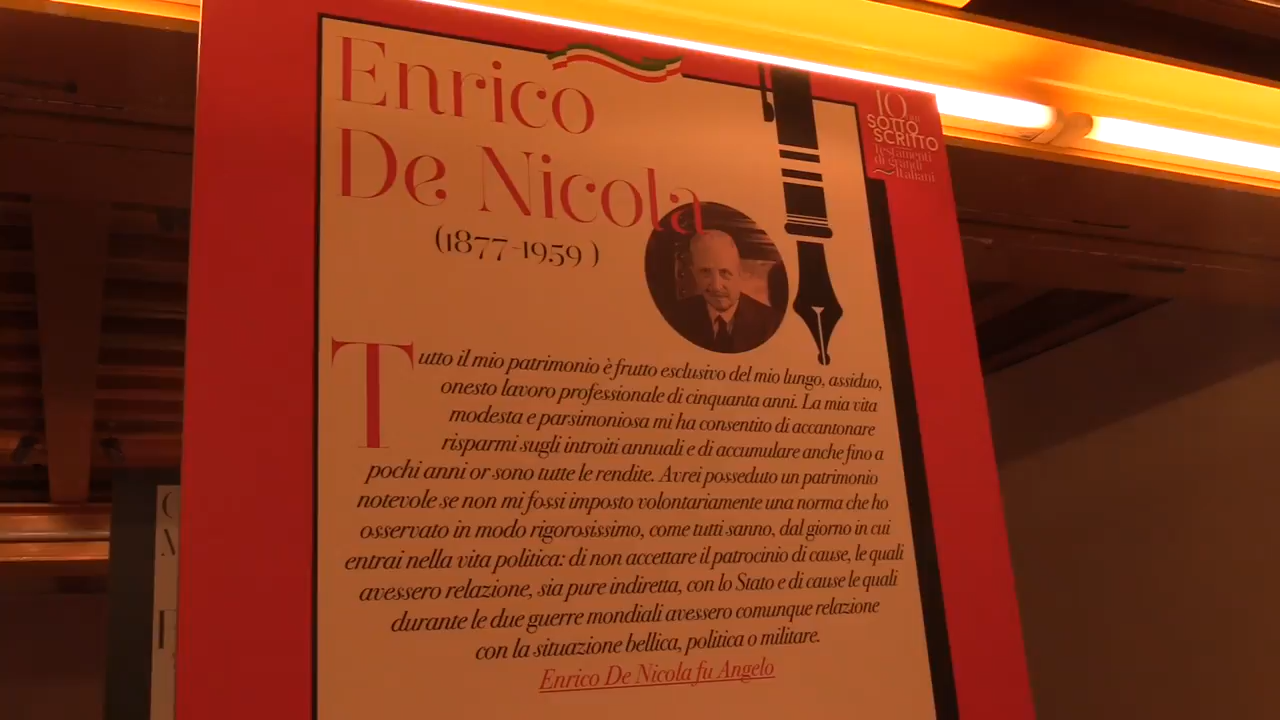 Enrico
De Nicola
(1877-1959)
IO
SOTTO
SCRITTO
Testamenti
di grandi
Italiani
Tutto il mio patrimonio è frutto esclusivo del mio lungo, assiduo,
onesto lavoro professionale di cinquanta anni. La mia vita
modesta e parsimoniosa mi ha consentito di accantonare
risparmi sugli introiti annuali e di accumulare anche fino a
pochi anni or sono tutte le rendite. Avrei posseduto un patrimonio
notevole se non mi fossi imposto volontariamente una norma che ho
osservato in modo rigorosissimo, come tutti sanno, dal giorno in cui
entrai nella vita politica: di non accettare il patrocinio di cause, le quali
avessero relazione, sia pure indiretta, con lo Stato e di cause le quali
durante le due guerre mondiali avessero comunque relazione
con la situazione bellica, politica o militare.
Enrico De Nicola fu Angelo